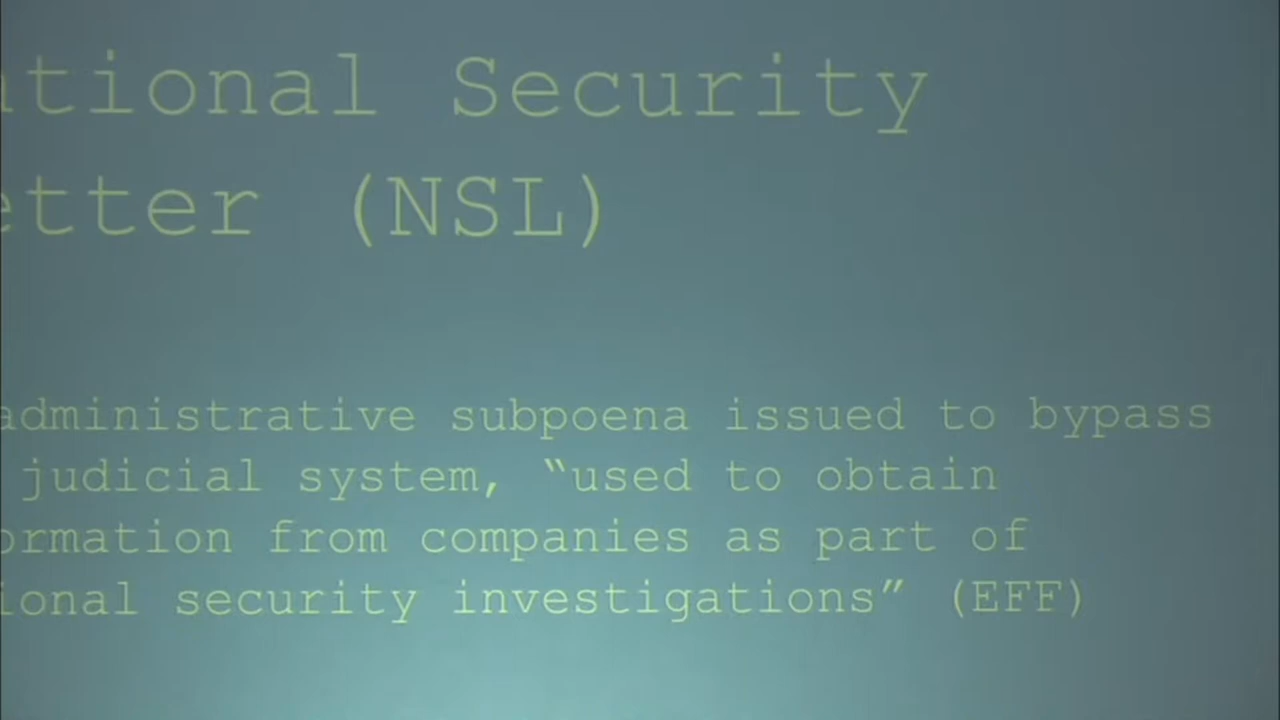 ational Security
etter (NSL)
administrative subpoena issued to bypass
judicial system, “used to obtain
ormation from companies as part of
ional security investigations” (EFF)